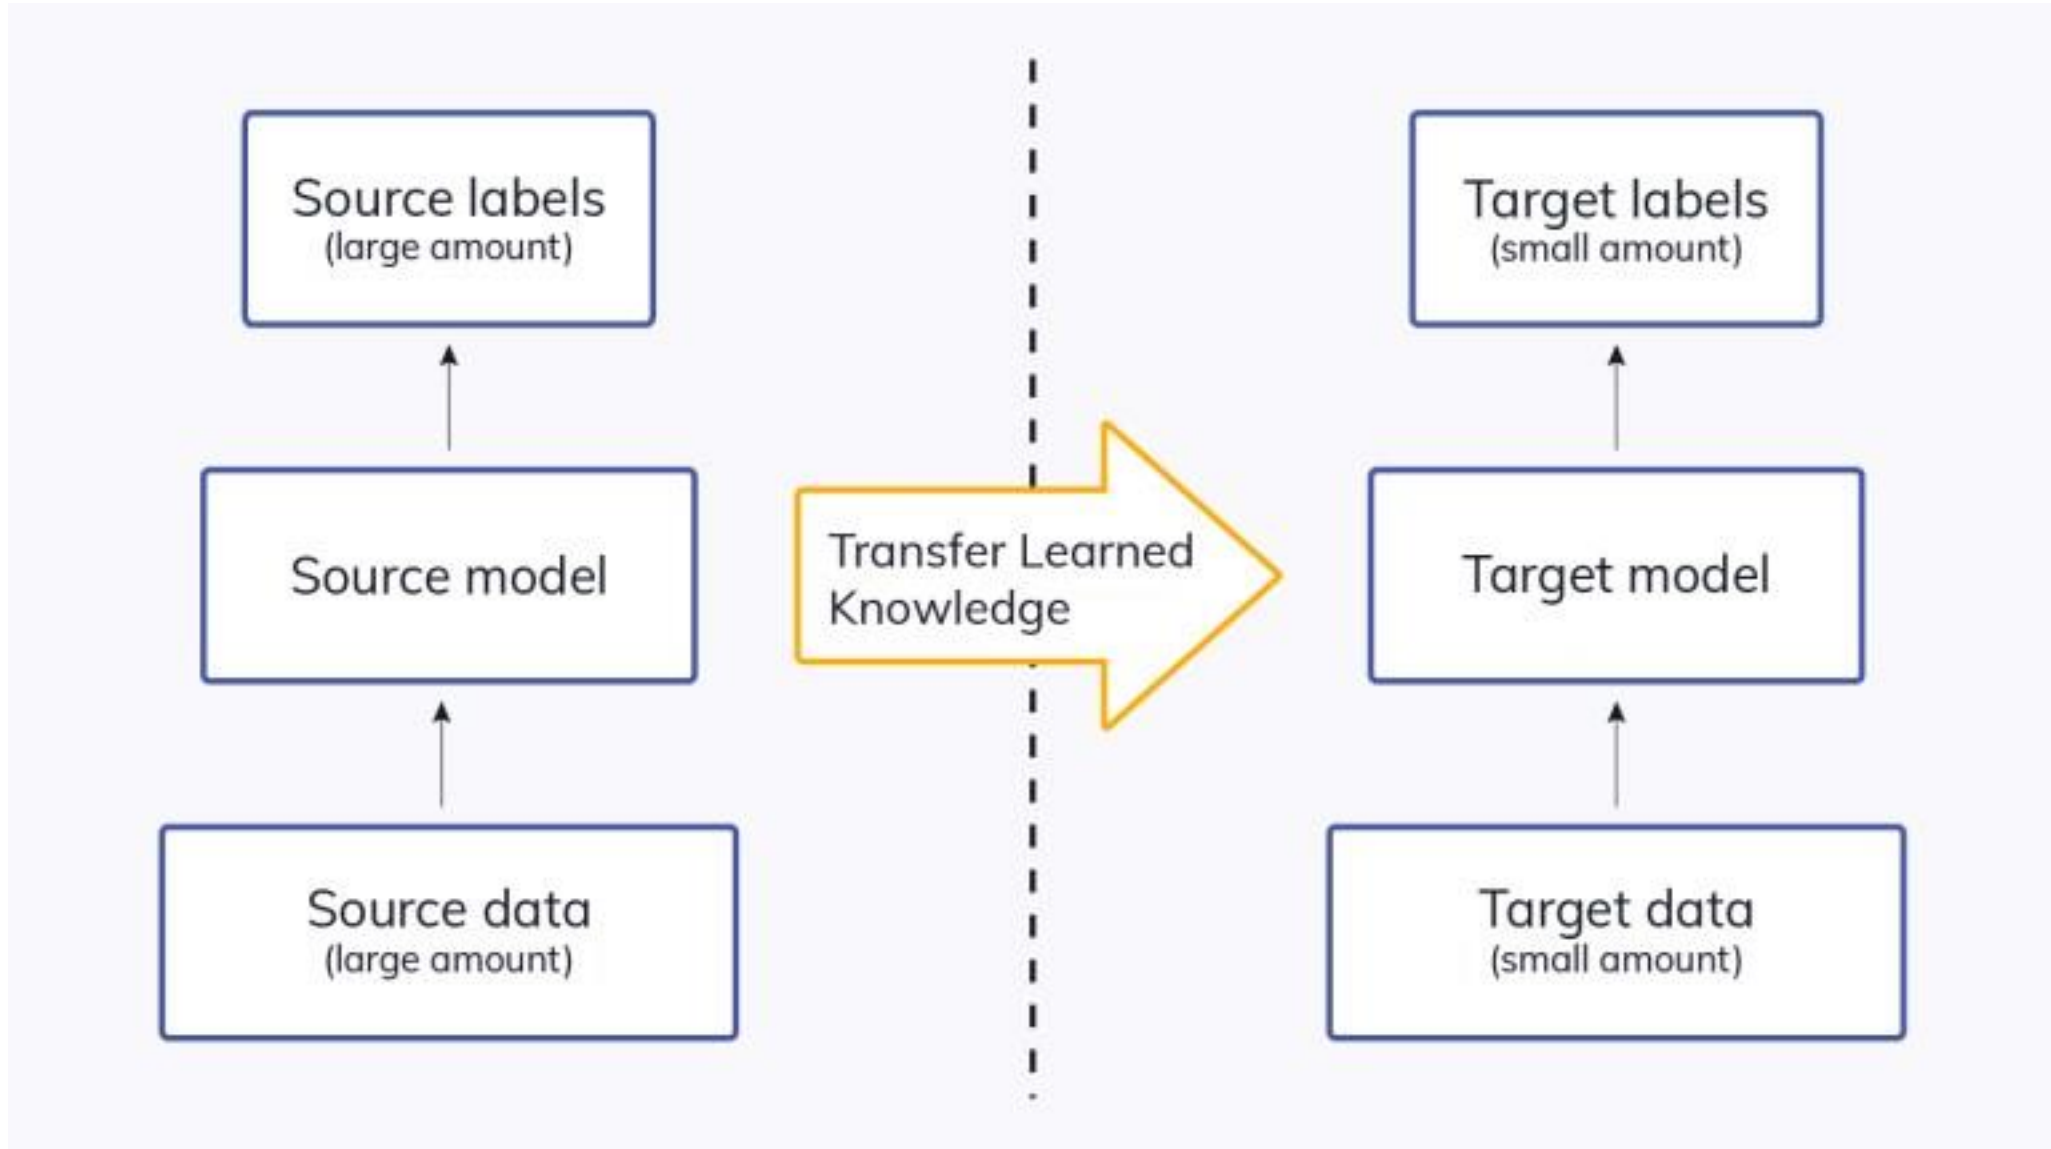 Source labels
(large amount)
Source model
Source data
(large amount)
Transfer Learned
Knowledge
Target labels
(small amount)
Target model
Target data
(small amount)